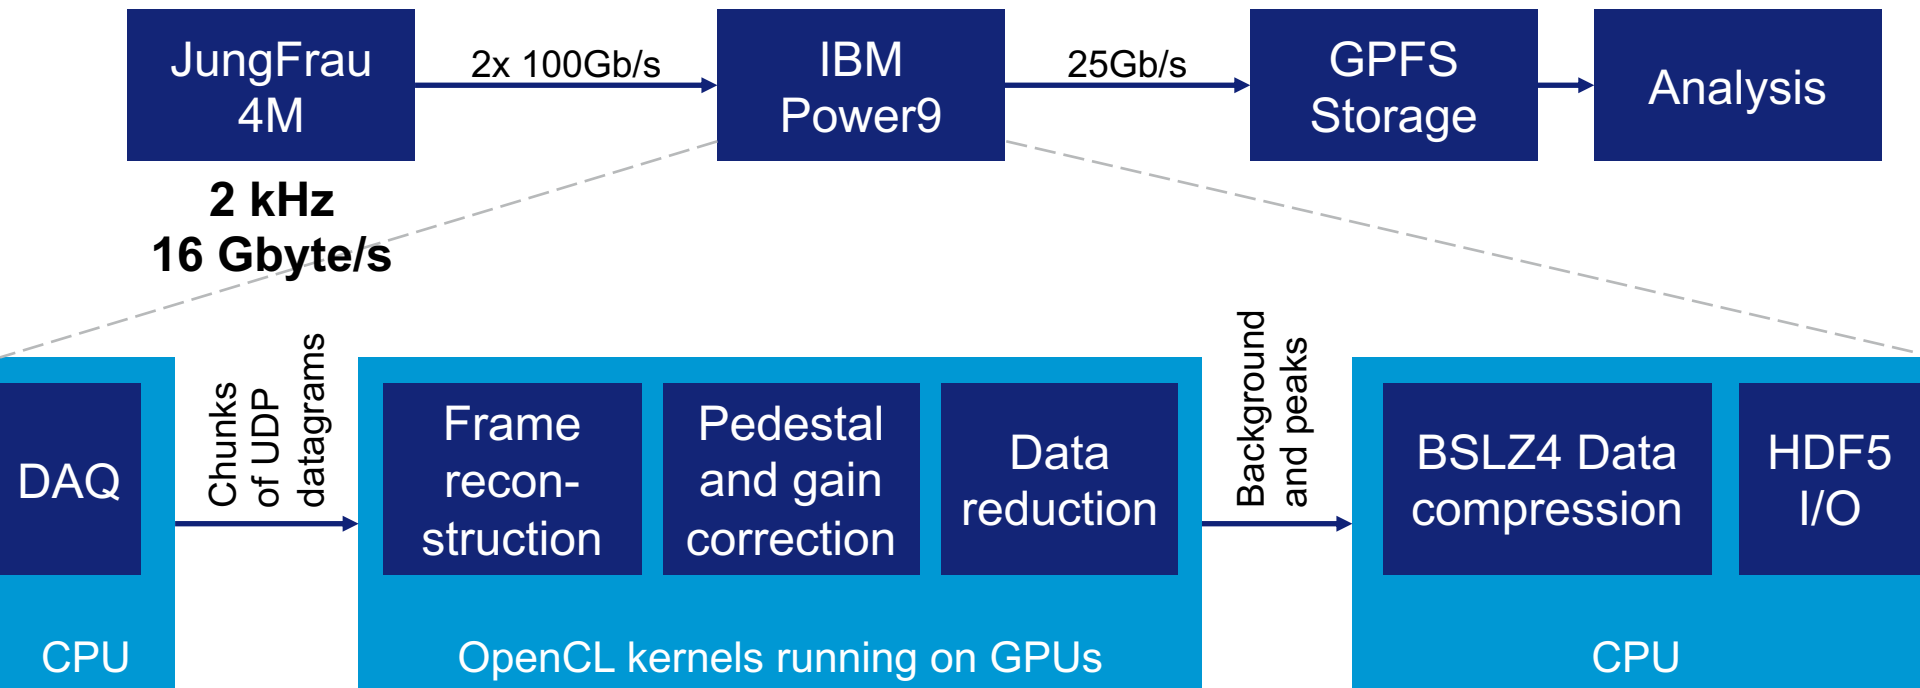 JungFrau
4M
2x 100Gb/s
IBM
Power9
25Gb/s
GPFS
Storage
Analysis
2 kHz
16 Gbyte/s
DAQ
CPU
Chunks
of UDP
datagrams
Frame
recon-
struction
Pedestal
and gain
correction
Data
reduction
OpenCL kernels running on GPUs
Background
and peaks
BSLZ4 Data
compression
HDF5
I/O
CPU